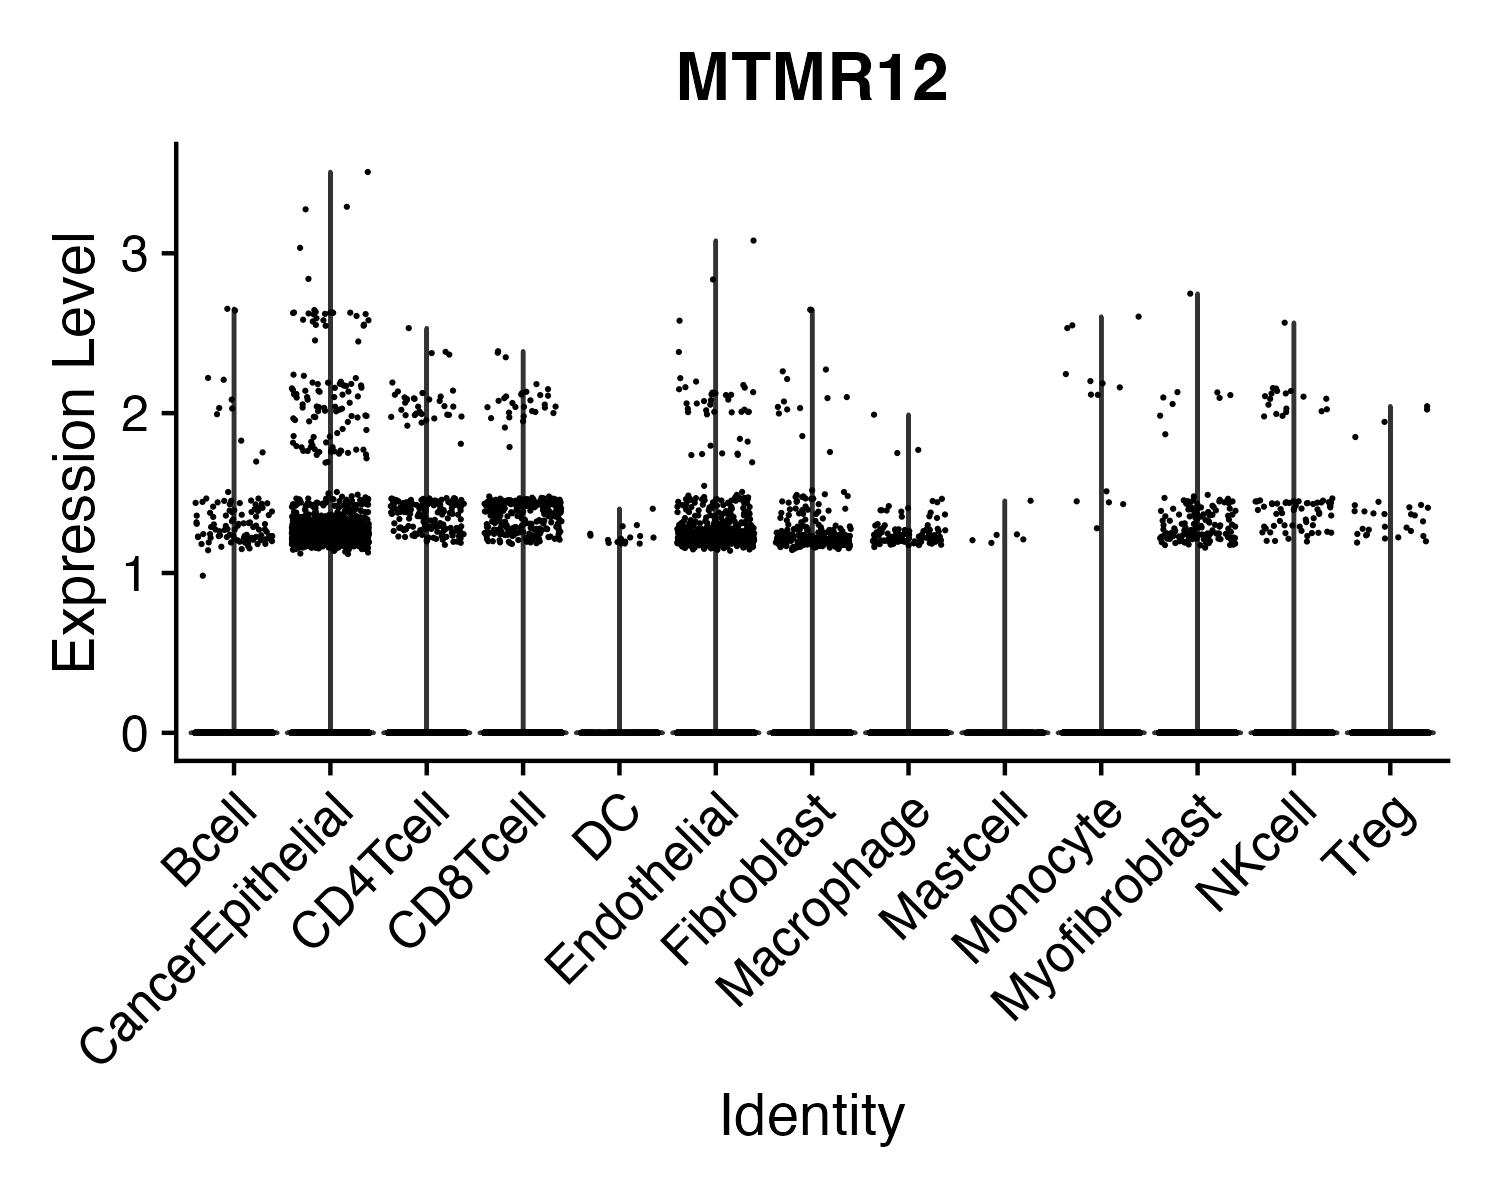 MTMR12
Expression Level
3
2
1
0
Bcell
CancerEpithelial
CD4Tcell
CD8Tcell
DC
Endothelial
Fibroblast
Macrophage
Mastcell
Monocyte
Myofibroblast
NKcell
Treg
Identity